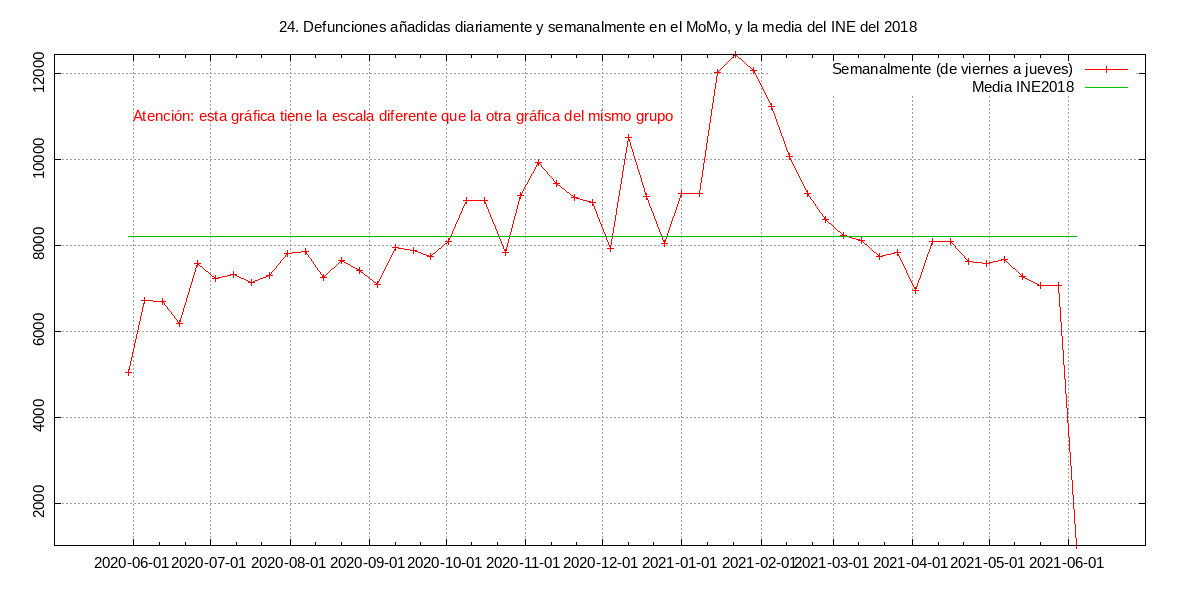 24. Defunciones añadidas diariamente y semanalmente en el MoMo, y la media del INE del 2018
Semanalmente (de viernes a jueves)
Media INE2018
Atención: esta gráfica tiene la escala diferente que la otra gráfica del mismo grupo
12000
10000
8000
6000
4000
2000
2020-06-01 2020-07-01 2020-08-01 2020-09-01 2020-10-01 2020-11-01 2020-12-01 2021-01-01 2021-02-01 2021-03-01 2021-04-01 2021-05-01 2021-06-01